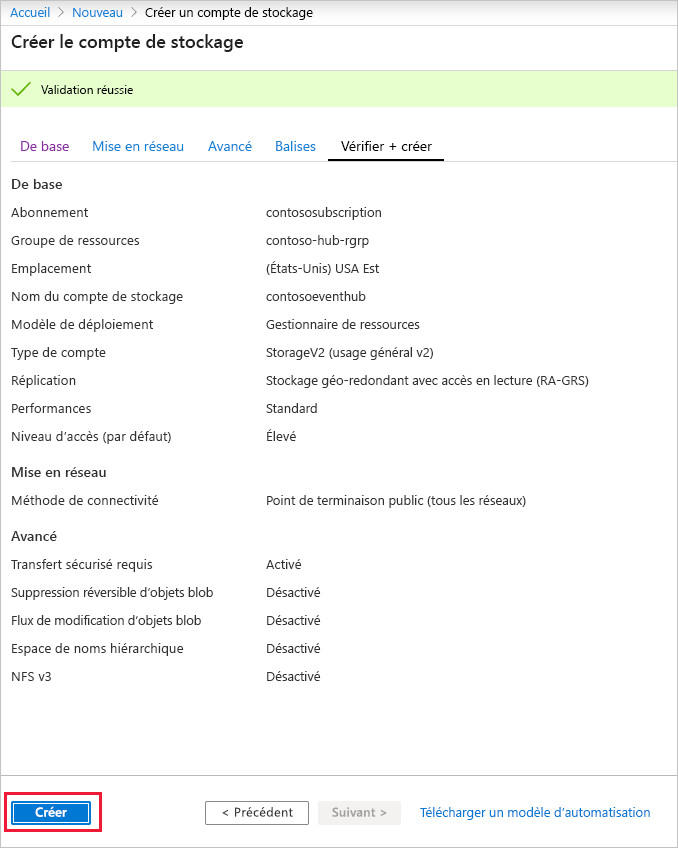 Accueil > Nouveau > Créer un compte de stockage
Créer le compte de stockage
Validation réussie
De base Mise en réseau Avancé Balises Vérifier + créer
De base
Abonnement contososubscription
Groupe de ressources contoso-hub-rgrp
Emplacement (États-Unis) USA Est
Nom du compte de stockage contosoeventhub
Modèle de déploiement Gestionnaire de ressources
Type de compte StorageV2 (usage général v2)
Réplication Stockage géo-redondant avec accès en lecture (RA-GRS)
Performances Standard
Niveau d'accès (par défaut) Élevé
Mise en réseau
Méthode de connectivité Point de terminaison public (tous les réseaux)
Avancé
Transfert sécurisé requis Activé
Suppression réversible d'objets blob Désactivé
Flux de modification d'objets blob Désactivé
Espace de noms hiérarchique Désactivé
NFS v3 Désactivé
Créer < Précédent Suivant > Télécharger un modèle d'automatisation